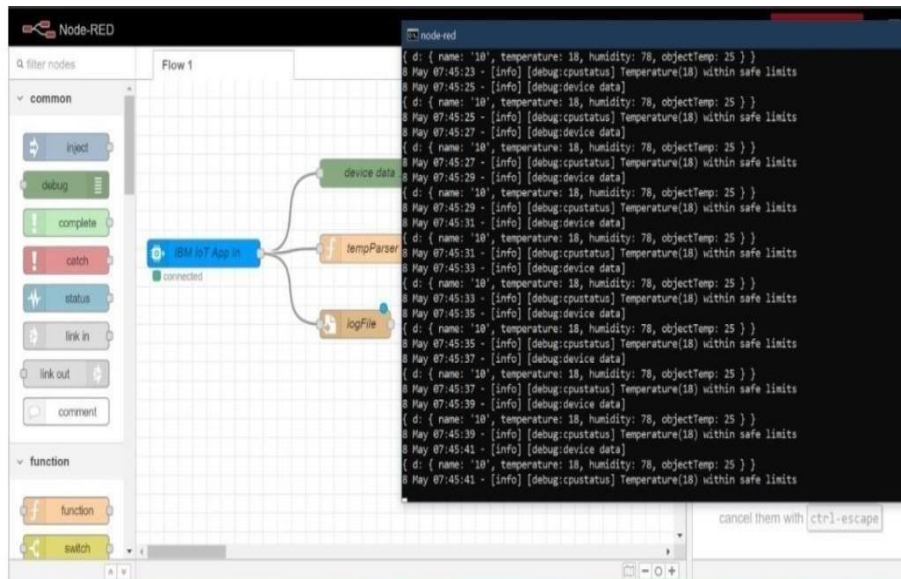 Node-RED
filter nodes
Flow 1
common
inject
debug
complete
catch
status
link in
link out
comment
function
function
switch
IBM IoT App In
connected
device data
tempParser
logFile
node-red
{ d: { name: '10', temperature: 18, humidity: 78, objectTemp: 25 } }
8 May 07:45:23 - [info] [debug:cpustatus] Temperature(18) within safe limits
8 May 07:45:25 - [info] [debug:device data]
{ d: { name: '10', temperature: 18, humidity: 78, objectTemp: 25 } }
8 May 07:45:25 - [info] [debug:cpustatus] Temperature(18) within safe limits
8 May 07:45:27 - [info] [debug:device data]
{ d: { name: '10', temperature: 18, humidity: 78, objectTemp: 25 } }
8 May 07:45:27 - [info] [debug:cpustatus] Temperature(18) within safe limits
8 May 07:45:29 - [info] [debug:device data]
{ d: { name: '10', temperature: 18, humidity: 78, objectTemp: 25 } }
8 May 07:45:29 - [info] [debug:cpustatus] Temperature(18) within safe limits
8 May 07:45:31 - [info] [debug:device data]
{ d: { name: '10', temperature: 18, humidity: 78, objectTemp: 25 } }
8 May 07:45:31 - [info] [debug:cpustatus] Temperature(18) within safe limits
8 May 07:45:33 - [info] [debug:device data]
{ d: { name: '10', temperature: 18, humidity: 78, objectTemp: 25 } }
8 May 07:45:33 - [info] [debug:cpustatus] Temperature(18) within safe limits
8 May 07:45:35 - [info] [debug:device data]
{ d: { name: '10', temperature: 18, humidity: 78, objectTemp: 25 } }
8 May 07:45:35 - [info] [debug:cpustatus] Temperature(18) within safe limits
8 May 07:45:37 - [info] [debug:device data]
{ d: { name: '10', temperature: 18, humidity: 78, objectTemp: 25 } }
8 May 07:45:37 - [info] [debug:cpustatus] Temperature(18) within safe limits
8 May 07:45:39 - [info] [debug:device data]
{ d: { name: '10', temperature: 18, humidity: 78, objectTemp: 25 } }
8 May 07:45:39 - [info] [debug:cpustatus] Temperature(18) within safe limits
8 May 07:45:41 - [info] [debug:device data]
{ d: { name: '10', temperature: 18, humidity: 78, objectTemp: 25 } }
8 May 07:45:41 - [info] [debug:cpustatus] Temperature(18) within safe limits
cancel them with ctrl-escape